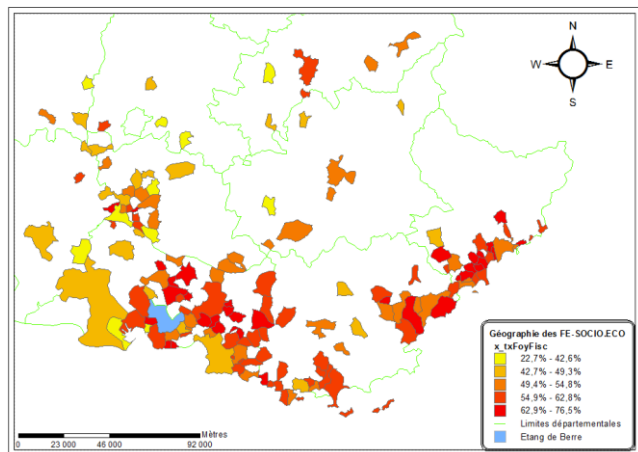 N
W E
S
Géographie des FE-SOCIO.ECO
x_txFoyFisc
22,7% - 42,6%
42,7% - 49,3%
49,4% - 54,8%
54,9% - 62,8%
62,9% - 76,5%
Limites départementales
Etang de Berre
Mètres
0 23 000 46 000 92 000